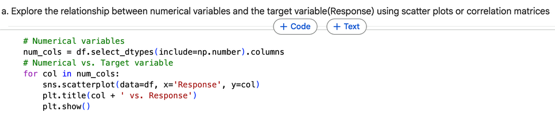 a. Explore the relationship between numerical variables and the target variable(Response) using scatter plots or correlation matrices
+ Code + Text
# Numerical variables
num_cols = df.select_dtypes(include=np.number).columns
# Numerical vs. Target variable
for col in num_cols:
    sns.scatterplot(data=df, x='Response', y=col)
    plt.title(col + ' vs. Response')
    plt.show()